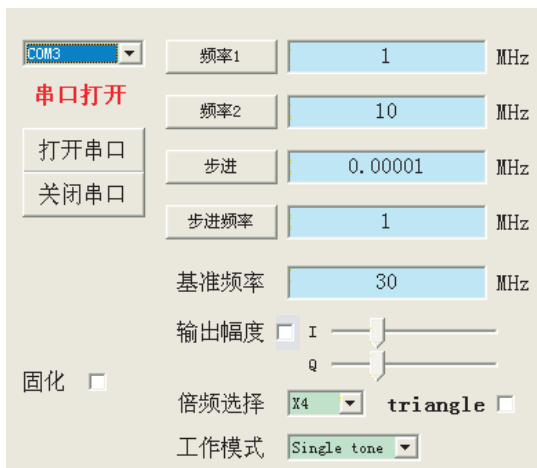 COM3
串口打开
打开串口
关闭串口
固化
频率1 1 MHz
频率2 10 MHz
步进 0.00001 MHz
步进频率 1 MHz
基准频率 30 MHz
输出幅度 I
Q
倍频选择 X4 triangle
工作模式 Single tone